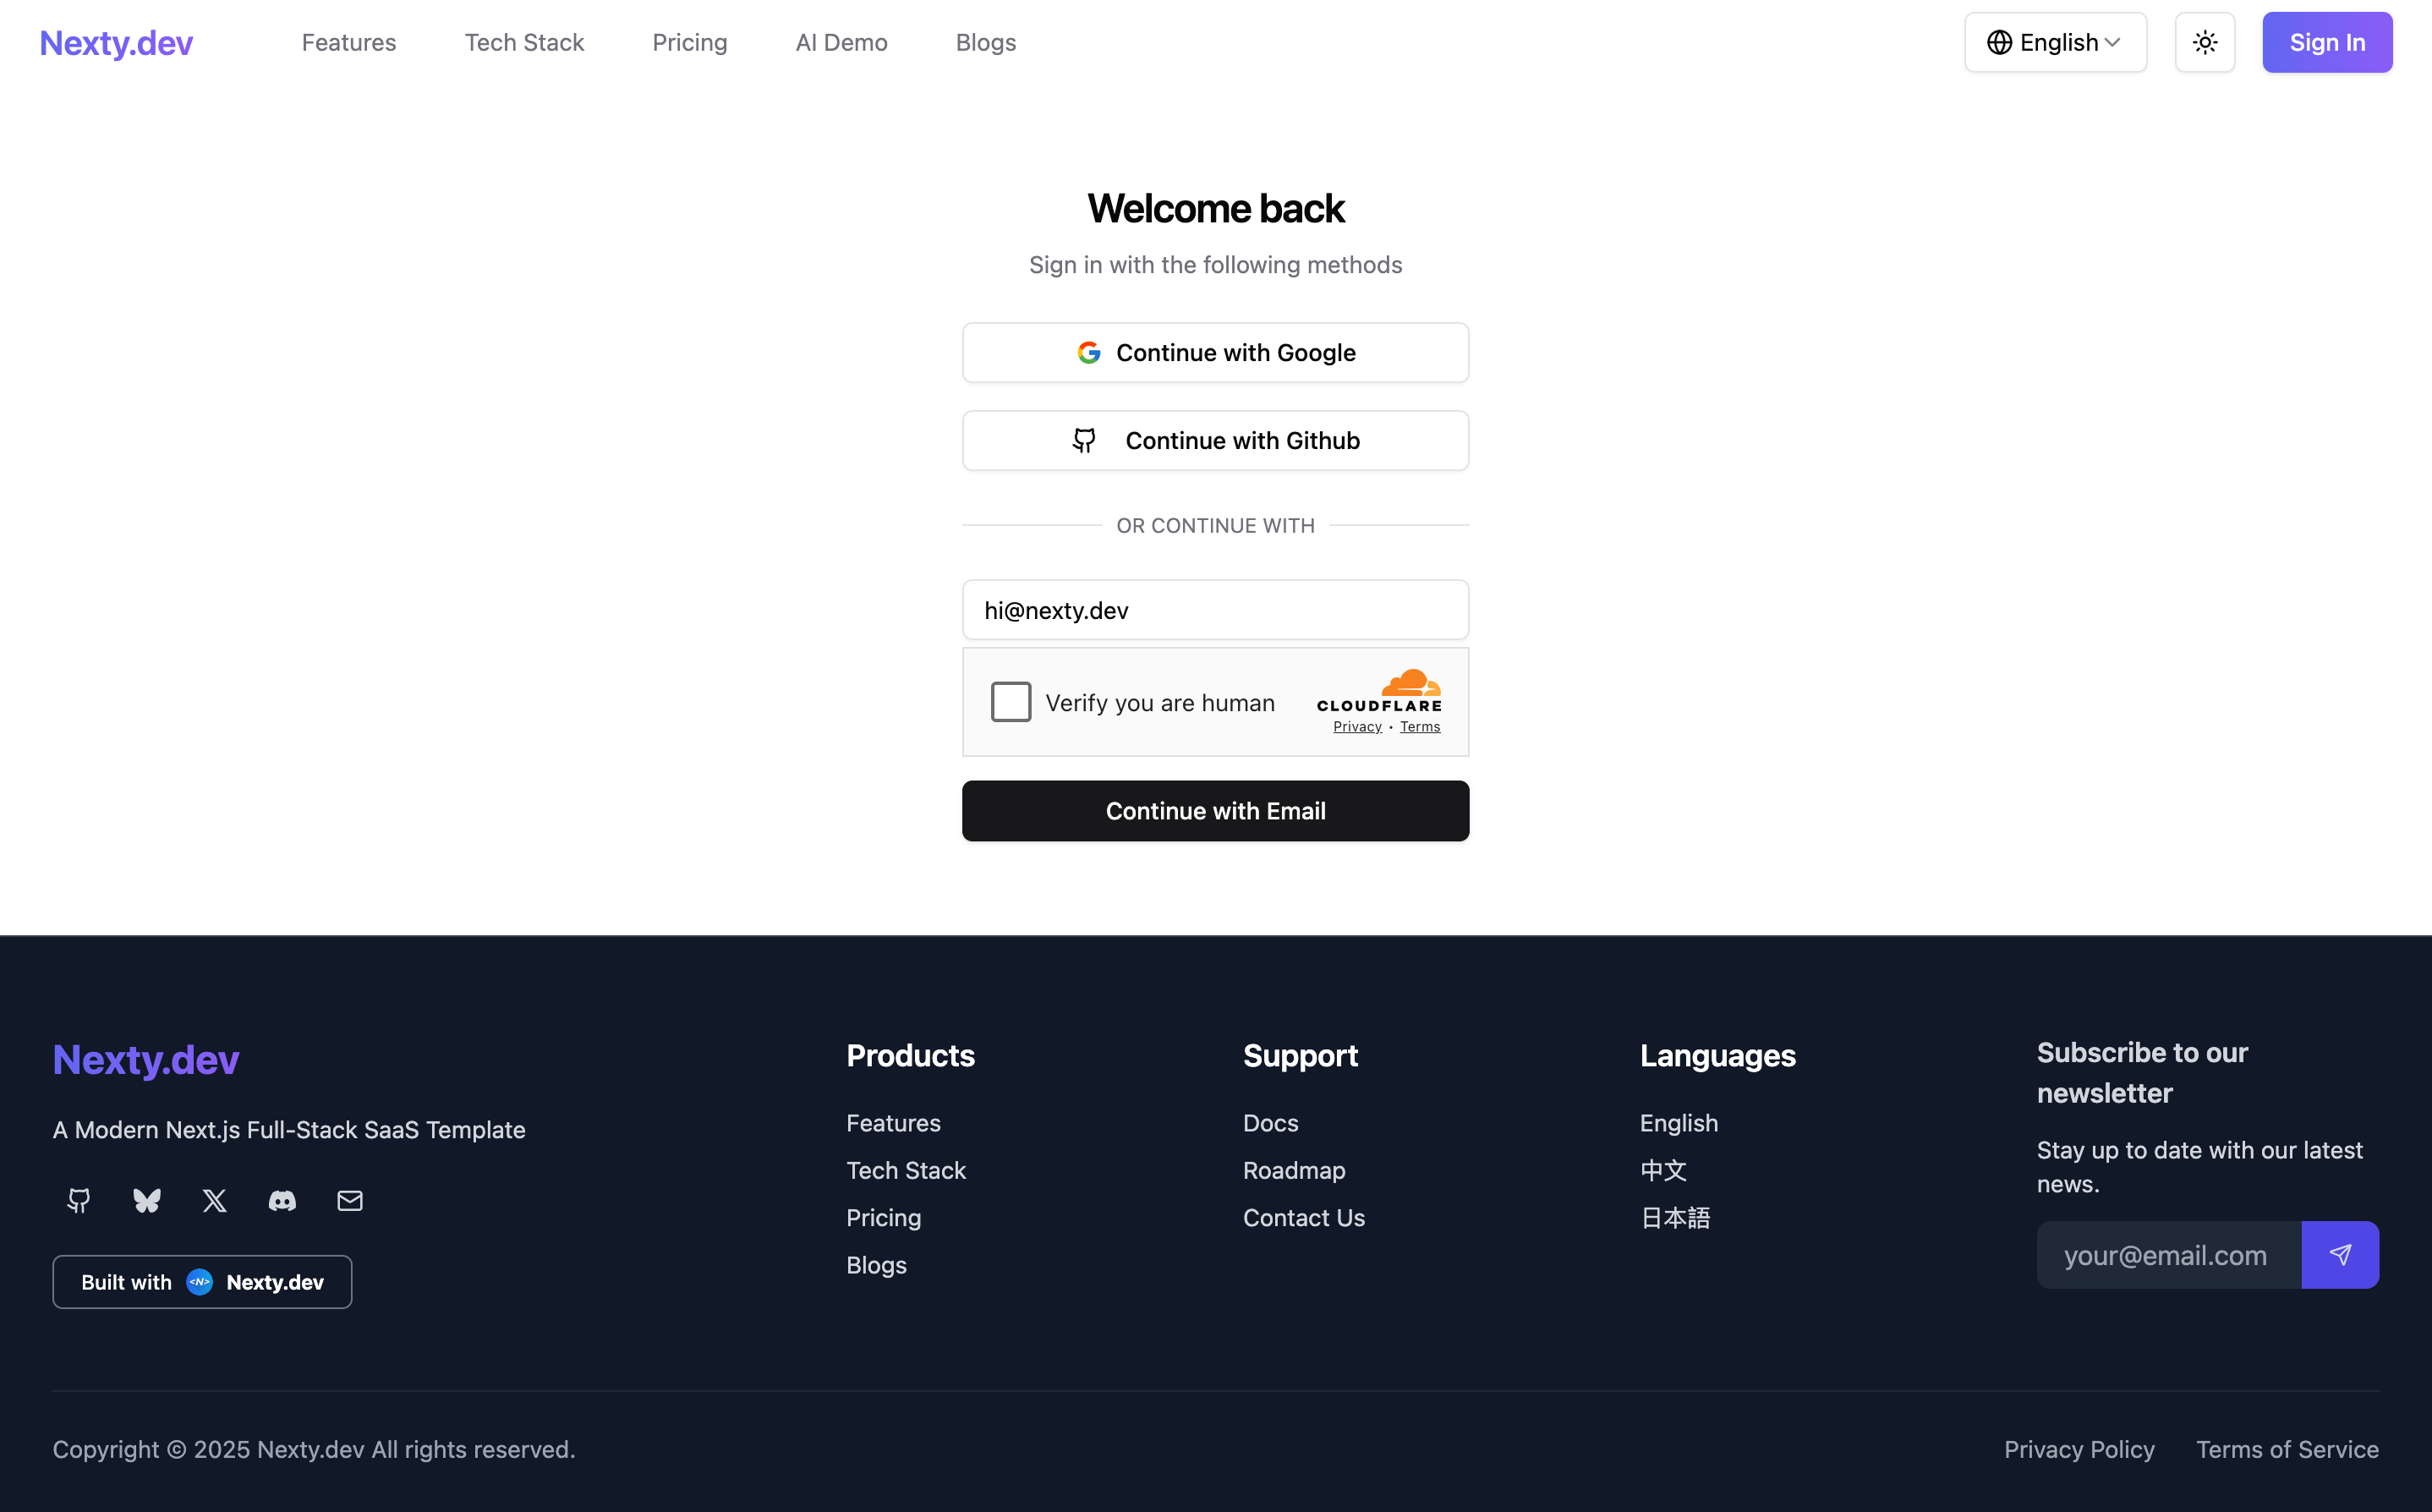 Nexty.dev
Features
Tech Stack
Pricing
AI Demo
Blogs
English
Sign In
Welcome back
Sign in with the following methods
Continue with Google
Continue with Github
OR CONTINUE WITH
hi@nexty.dev
Verify you are human
CLOUDFLARE
Privacy • Terms
Continue with Email
Nexty.dev
A Modern Next.js Full-Stack SaaS Template
Built with <N> Nexty.dev
Products
Features
Tech Stack
Pricing
Blogs
Support
Docs
Roadmap
Contact Us
Languages
English
中文
日本語
Subscribe to our
newsletter
Stay up to date with our latest
news.
your@email.com
Copyright © 2025 Nexty.dev All rights reserved.
Privacy Policy
Terms of Service